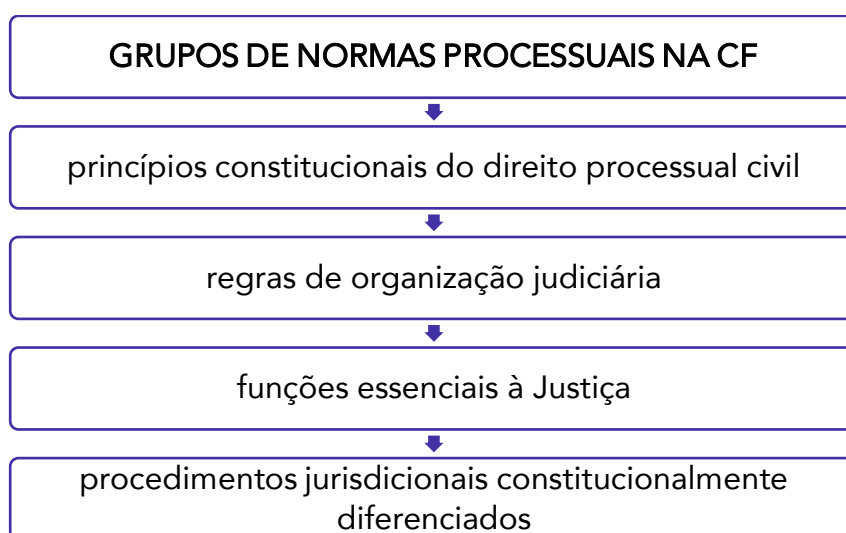 GRUPOS DE NORMAS PROCESSUAIS NA CF
princípios constitucionais do direito processual civil
regras de organização judiciária
funções essenciais à Justiça
procedimentos jurisdicionais constitucionalmente
diferenciados